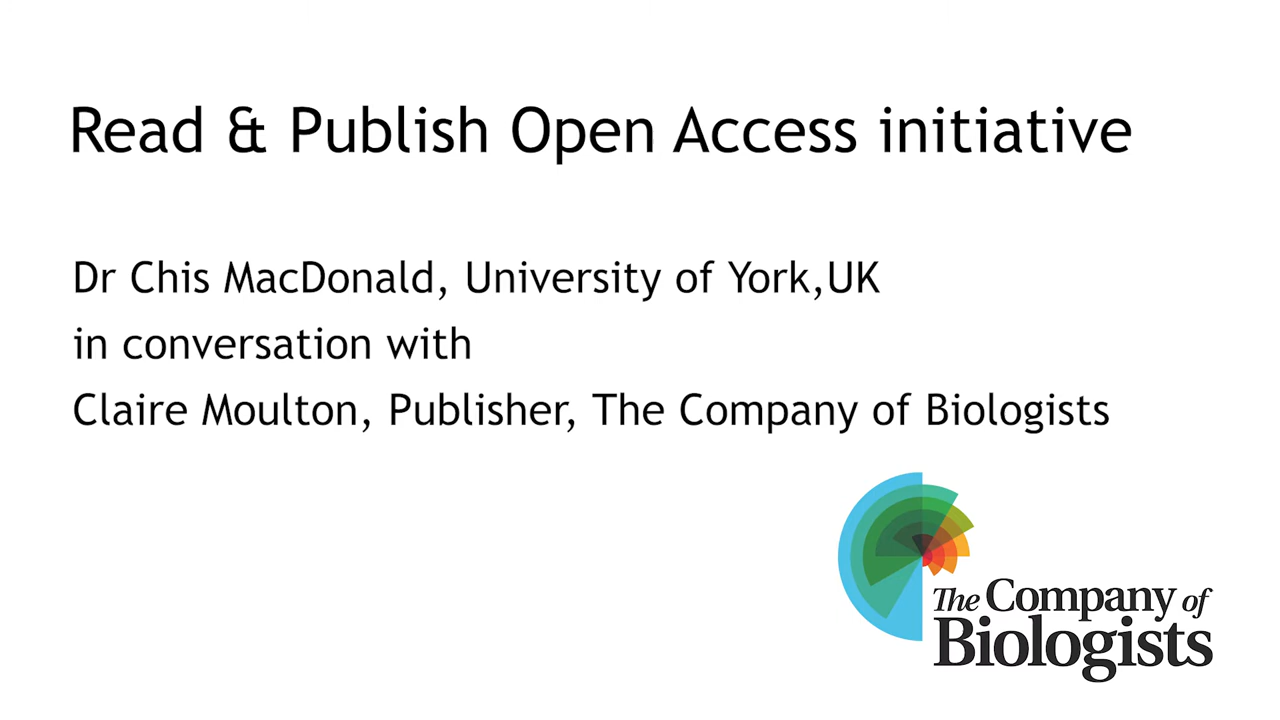 Read & Publish Open Access initiative
Dr Chis MacDonald, University of York,UK
in conversation with
Claire Moulton, Publisher, The Company of Biologists
The Company of
Biologists